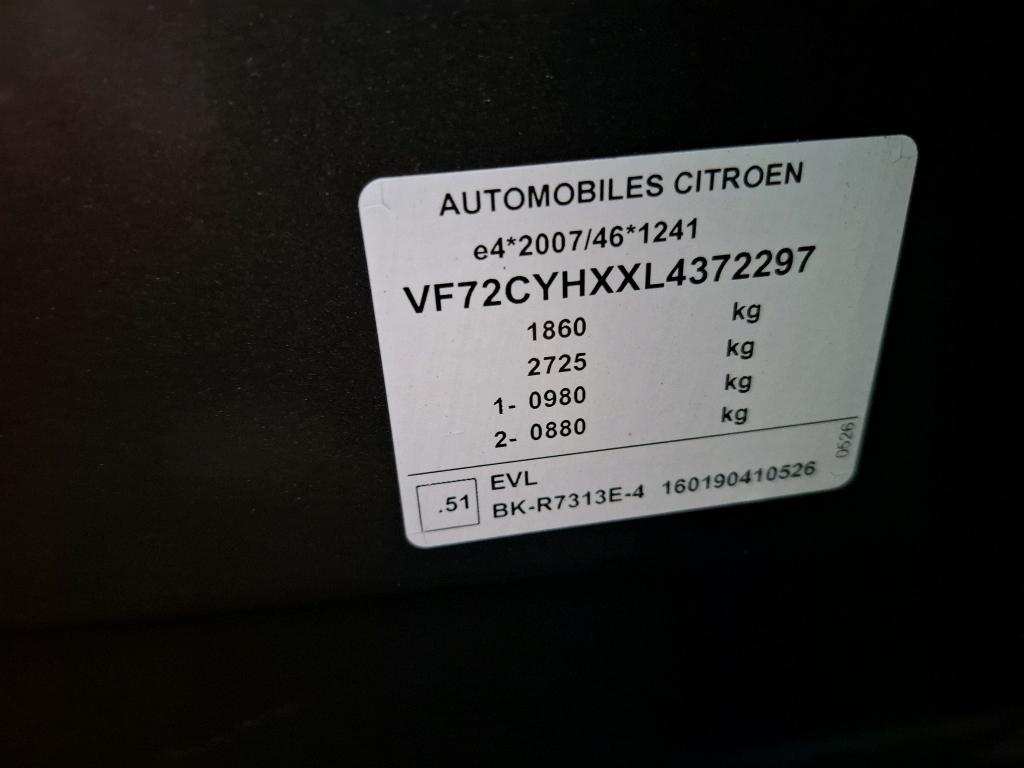 AUTOMOBILES CITROEN
e4*2007/46*1241
VF72CYHXXL4372297
1860 kg
2725 kg
1- 0980 kg
2- 0880 kg
.51 EVL
BK-R7313E-4 160190410526
0526